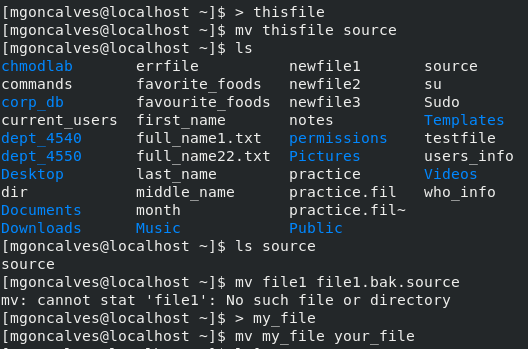 [mgoncalves@localhost ~]$ > thisfile
[mgoncalves@localhost ~]$ mv thisfile source
[mgoncalves@localhost ~]$ ls
chmodlab errfile newfile1 source
commands favorite_foods newfile2 su
corp_db favourite_foods newfile3 Sudo
current_users first_name notes Templates
dept_4540 full_name1.txt permissions testfile
dept_4550 full_name22.txt Pictures users_info
Desktop last_name practice Videos
dir middle_name practice.fil who_info
Documents month practice.fil~
Downloads Music Public
[mgoncalves@localhost ~]$ ls source
source
[mgoncalves@localhost ~]$ mv file1 file1.bak.source
mv: cannot stat 'file1': No such file or directory
[mgoncalves@localhost ~]$ > my_file
[mgoncalves@localhost ~]$ mv my_file your_file